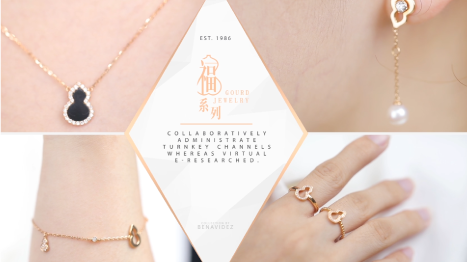 EST. 1986
福
系列
GOURD
JEWELRY
COLLABORATIVELY
ADMINISTRATE
TURNKEY CHANNELS
WHEREAS VIRTUAL
E-RESEARCHED.
BENAVIDEZ